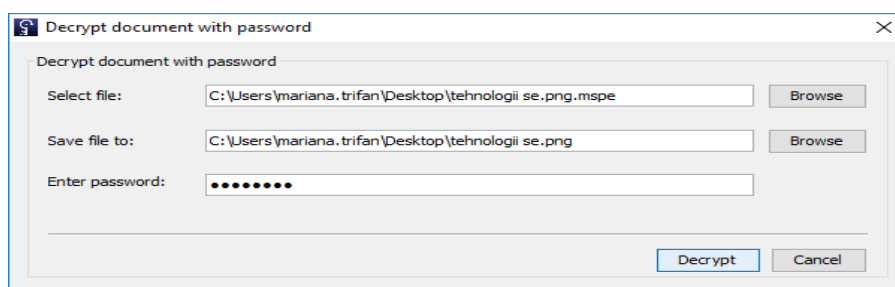 Decrypt document with password
Decrypt document with password
Select file: C:\Users\mariana.trifan\Desktop\tehnologii se.png.mspe Browse
Save file to: C:\Users\mariana.trifan\Desktop\tehnologii se.png Browse
Enter password: ●●●●●●●●
Decrypt Cancel